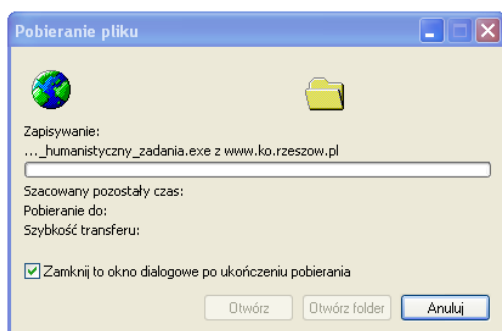 Pobieranie pliku
Zapisywanie:
..._humanistyczny_zadania.exe z www.ko.rzeszow.pl
Szacowany pozostały czas:
Pobieranie do:
Szybkość transferu:
Zamknij to okno dialogowe po ukończeniu pobierania
Otwórz Otwórz folder Anuluj